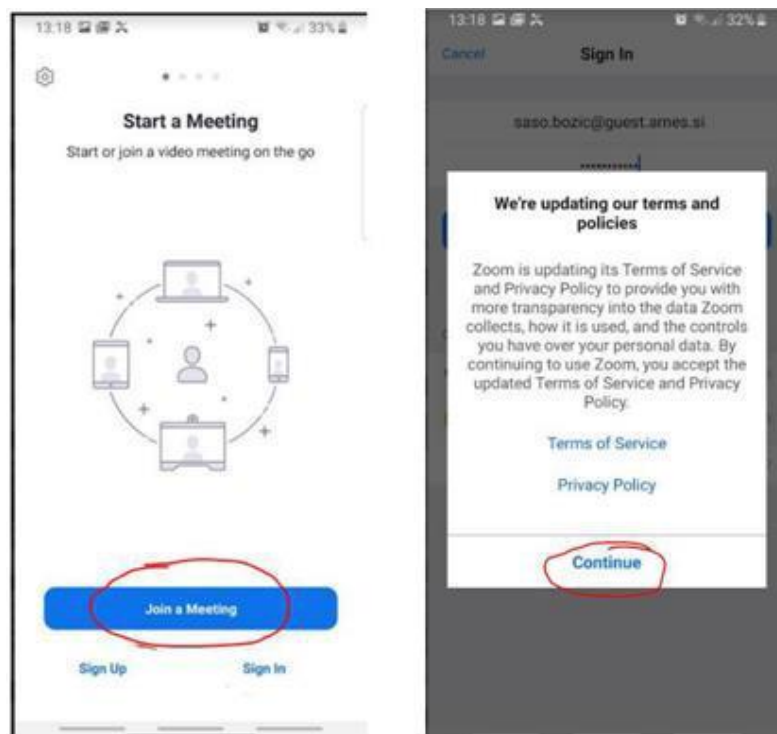 13:18
33%
Start a Meeting
Start or join a video meeting on the go
Join a Meeting
Sign Up
Sign In
13:18
32%
Cancel
Sign In
saso.bozic@guest.arnes.si
We're updating our terms and
policies
Zoom is updating its Terms of Service
and Privacy Policy to provide you with
more transparency into the data Zoom
collects, how it is used, and the controls
you have over your personal data. By
continuing to use Zoom, you accept the
updated Terms of Service and Privacy
Policy.
Terms of Service
Privacy Policy
Continue